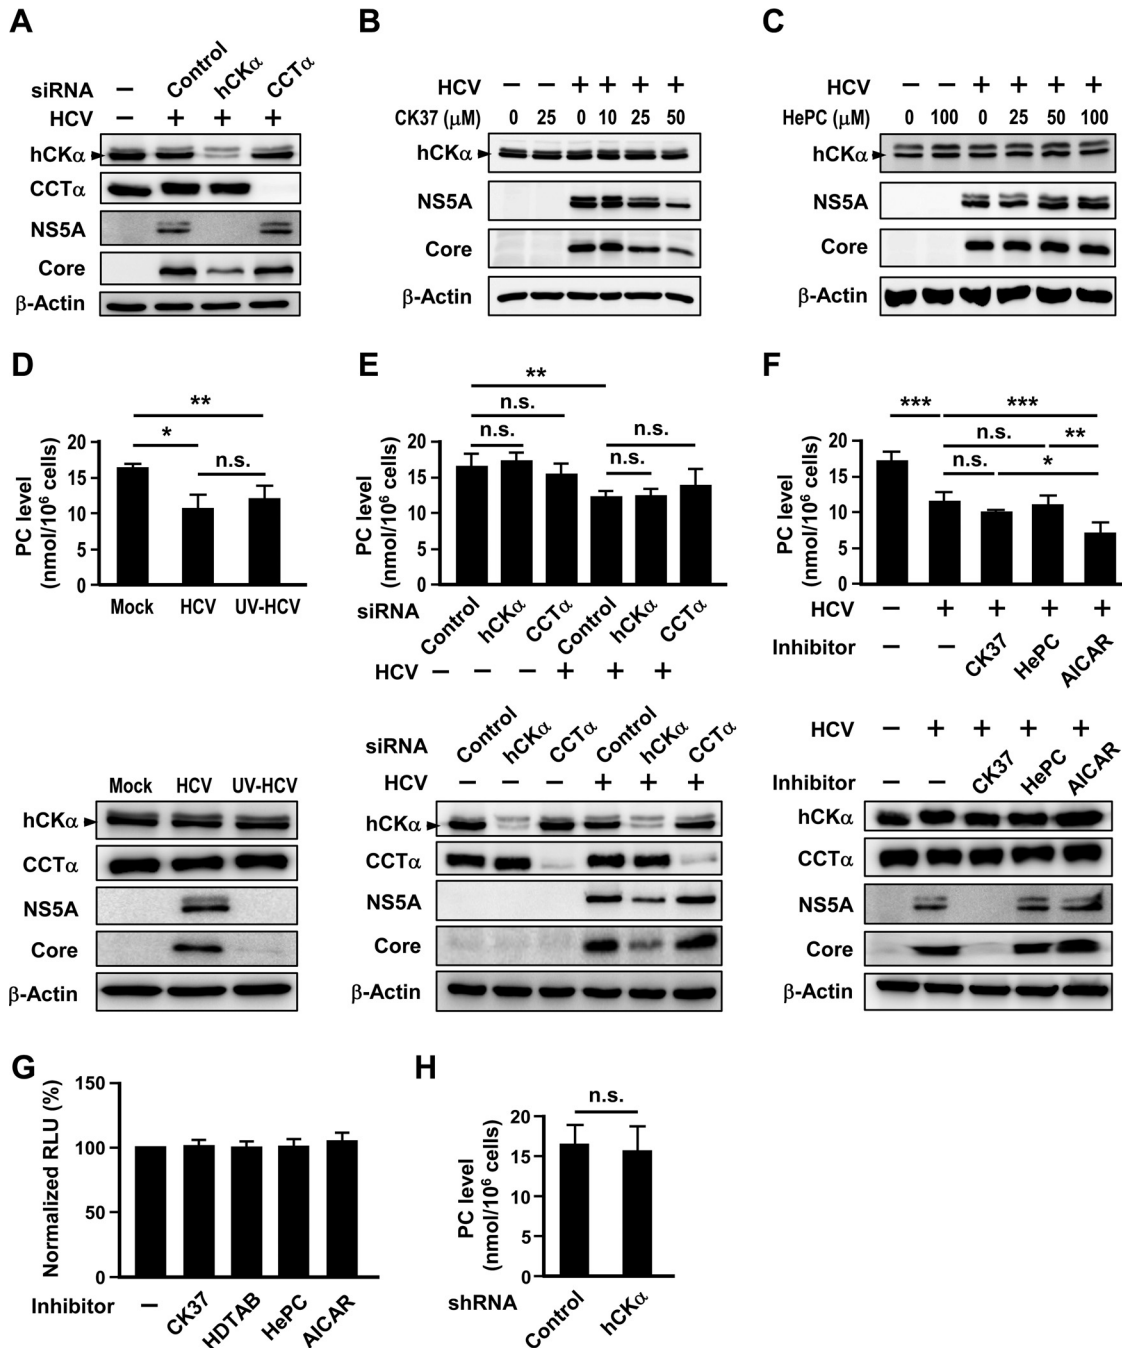 A
siRNA – Control hCKα CCTα
HCV – + + +
hCKα
CCTα
NS5A
Core
β-Actin
B
HCV – – + + + +
CK37 (μM) 0 25 0 10 25 50
hCKα
NS5A
Core
β-Actin
C
HCV – – + + + +
HePC (μM) 0 100 0 25 50 100
hCKα
NS5A
Core
β-Actin
D
PC level
(nmol/10⁶ cells)
20
15
10
5
0
**
*
n.s.
Mock HCV UV-HCV
Mock HCV UV-HCV
hCKα
CCTα
NS5A
Core
β-Actin
E
PC level
(nmol/10⁶ cells)
20
15
10
5
0
**
n.s.
n.s.
n.s.
n.s.
siRNA Control hCKα CCTα Control hCKα CCTα
HCV – – – + + +
siRNA Control hCKα CCTα Control hCKα CCTα
HCV – – – + + +
hCKα
CCTα
NS5A
Core
β-Actin
F
PC level
(nmol/10⁶ cells)
20
15
10
5
0
*** ***
n.s. **
n.s. *
HCV – + + + +
Inhibitor – CK37 HePC AICAR
HCV – + + + +
Inhibitor – – CK37 HePC AICAR
hCKα
CCTα
NS5A
Core
β-Actin
G
Normalized RLU (%)
150
100
50
0
Inhibitor – CK37 HDTAB HePC AICAR
H
PC level
(nmol/10⁶ cells)
20
15
10
5
0
n.s.
shRNA Control hCKα